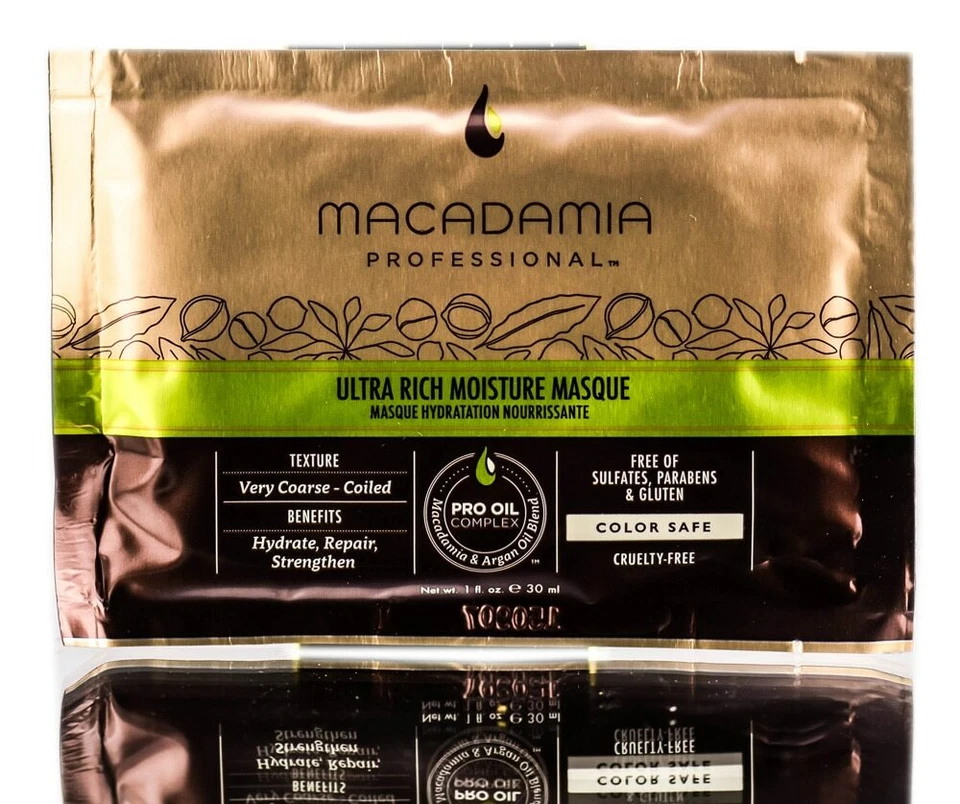 MACADAMIA
PROFESSIONAL™
ULTRA RICH MOISTURE MASQUE
MASQUE HYDRATATION NOURRISSANTE
TEXTURE
Very Coarse - Coiled
BENEFITS
Hydrate, Repair,
Strengthen
PRO OIL
COMPLEX
Macadamia & Argan Oil Blend
™
FREE OF
SULFATES, PARABENS
& GLUTEN
COLOR SAFE
CRUELTY-FREE
Net wt. 1 fl. oz. ℮ 30 ml